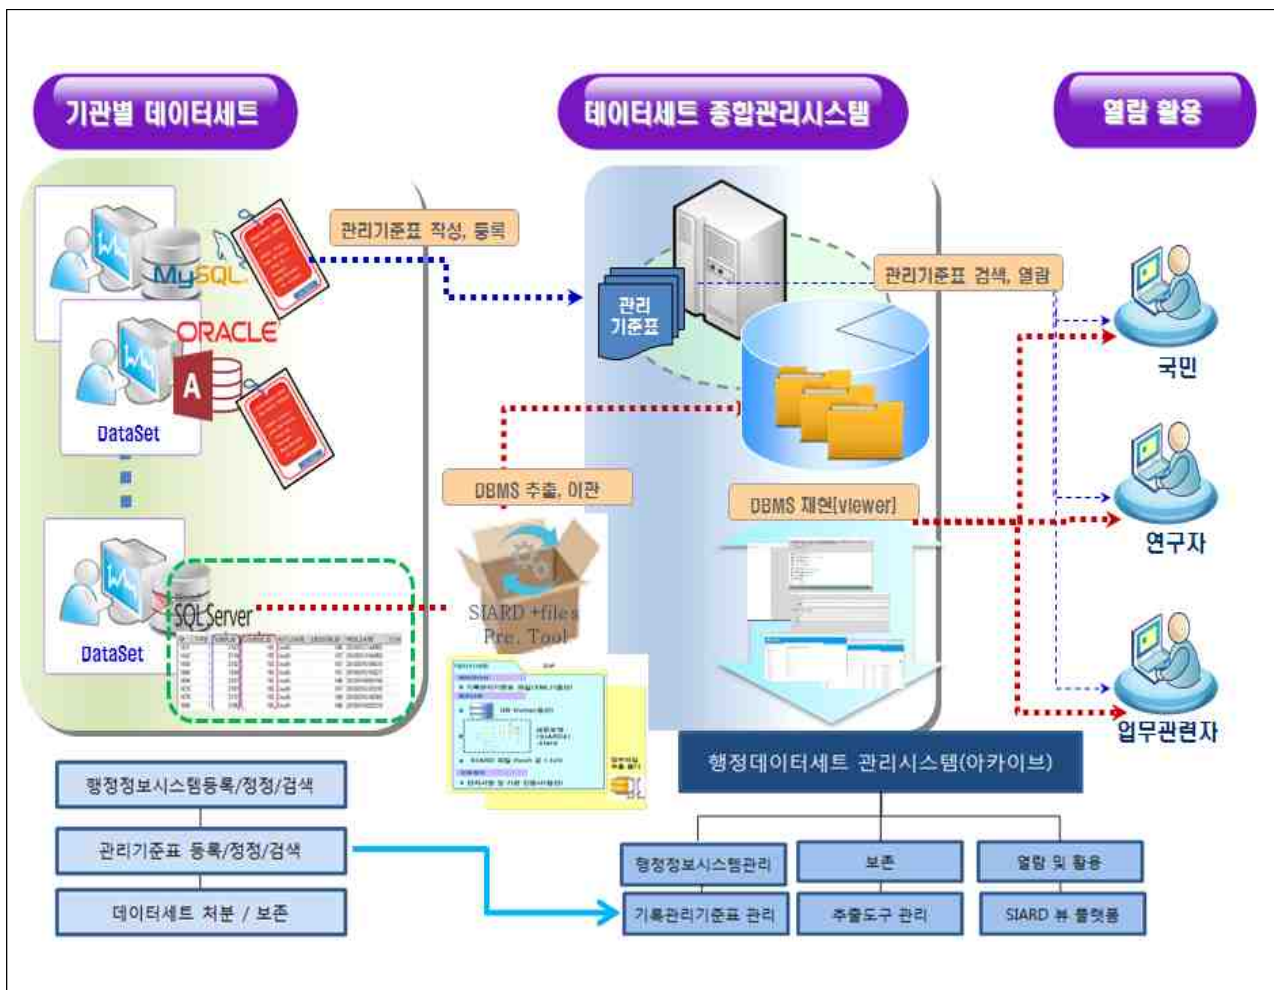 기관별 데이터세트
데이터세트 종합관리시스템
열람 활용
관리기준표 작성, 등록
MySQL
ORACLE
A
DataSet
관리
기준표
관리기준표 검색, 열람
국민
DBMS 추출, 이관
DBMS 재현[viewer]
연구자
SQLServer
DataSet
SIARD +files
Pre. Tool
업무관련자
행정정보시스템등록/정정/검색
관리기준표 등록/정정/검색
데이터세트 처분 / 보존
행정데이터세트 관리시스템(아카이브)
행정정보시스템관리
보존
열람 및 활용
기록관리기준표 관리
추출도구 관리
SIARD 뷰 플랫폼